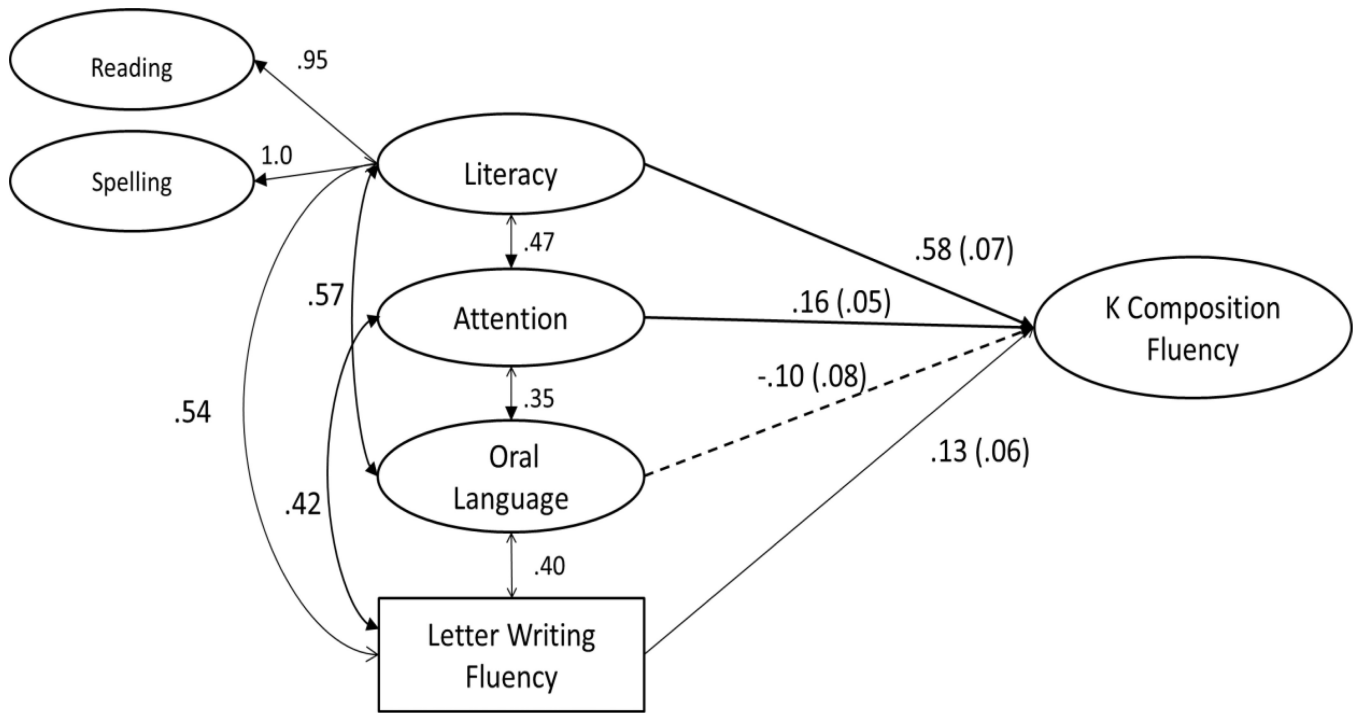 Reading
.95
Spelling
1.0
Literacy
.47
.58 (.07)
.57
Attention
.16 (.05)
K Composition
Fluency
.35
-.10 (.08)
.54
Oral
Language
.42
.13 (.06)
.40
Letter Writing
Fluency